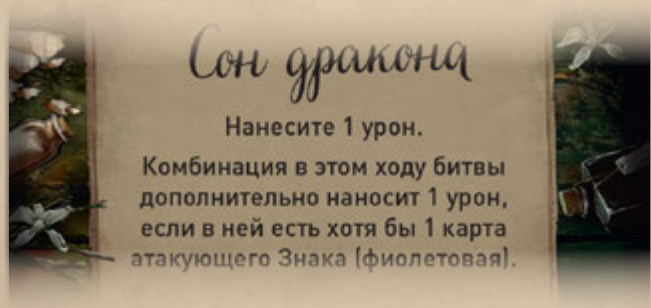 Сон дракона
Нанесите 1 урон.
Комбинация в этом ходу битвы
дополнительно наносит 1 урон,
если в ней есть хотя бы 1 карта
атакующего Знака (фиолетовая).